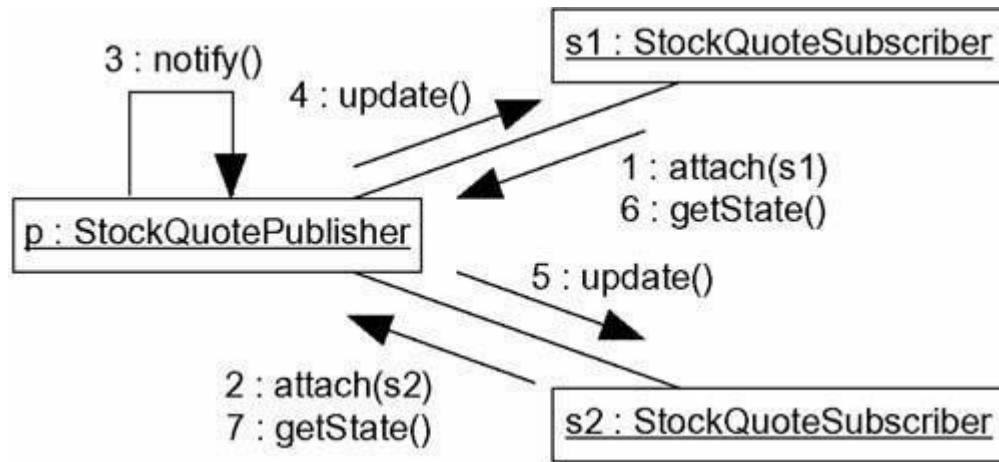 s1 : StockQuoteSubscriber
3 : notify()
4 : update()
1 : attach(s1)
6 : getState()
p : StockQuotePublisher
5 : update()
2 : attach(s2)
7 : getState()
s2 : StockQuoteSubscriber